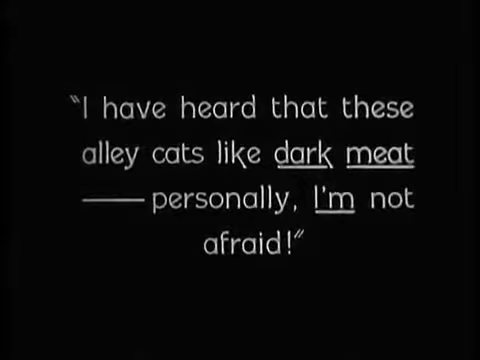 "I have heard that these
alley cats like dark meat
——personally, I'm not
afraid!"